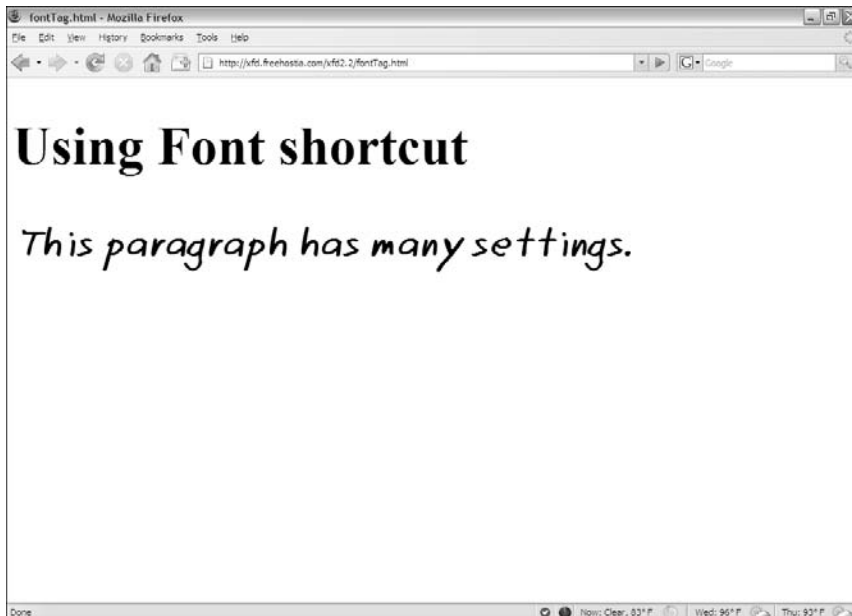 fontTag.html - Mozilla Firefox
File Edit View History Bookmarks Tools Help
http://xfd.freehostia.com/xfd2.2/fontTag.html
G Google
Using Font shortcut
This paragraph has many settings.
Done Now: Clear, 83° F Wed: 96° F Thu: 93° F